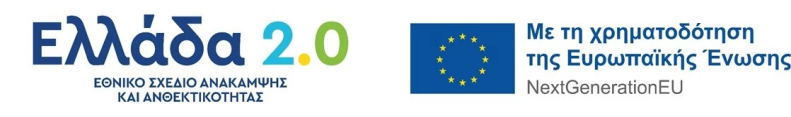 Ελλάδα 2.0
ΕΘΝΙΚΟ ΣΧΕΔΙΟ ΑΝΑΚΑΜΨΗΣ
ΚΑΙ ΑΝΘΕΚΤΙΚΟΤΗΤΑΣ
Με τη χρηματοδότηση
της Ευρωπαϊκής Ένωσης
NextGenerationEU